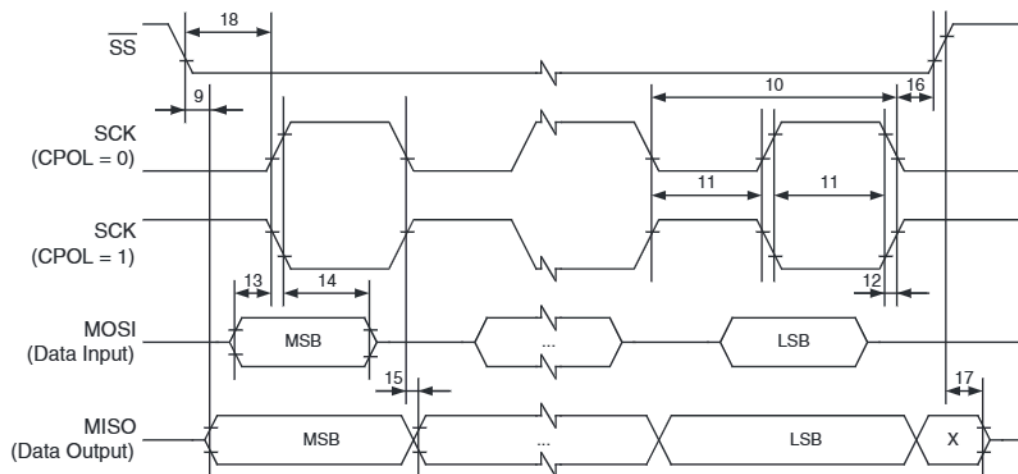 18
SS
10
9
16
SCK
(CPOL = 0)
11
11
SCK
(CPOL = 1)
13
14
12
MOSI
(Data Input)
MSB
...
LSB
15
17
MISO
(Data Output)
MSB
...
LSB
X